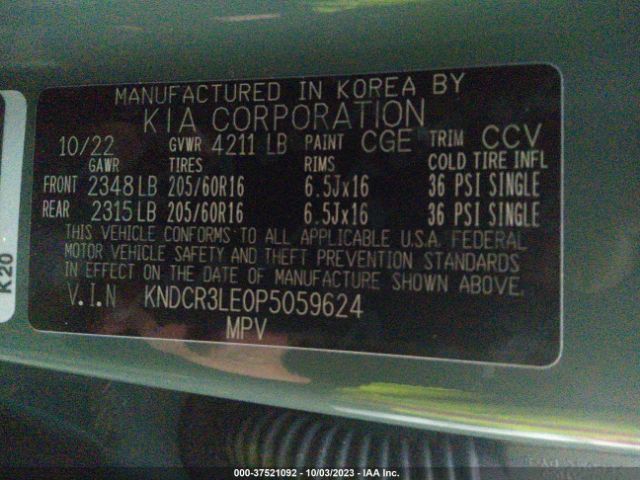 MANUFACTURED IN KOREA BY
KIA CORPORATION
10/22 GVWR 4211 LB PAINT CGE TRIM CCV
GAWR TIRES RIMS COLD TIRE INFL
FRONT 2348 LB 205/60R16 6.5Jx16 36 PSI SINGLE
REAR 2315 LB 205/60R16 6.5Jx16 36 PSI SINGLE
THIS VEHICLE CONFORMS TO ALL APPLICABLE U.S.A. FEDERAL
MOTOR VEHICLE SAFETY AND THEFT PREVENTION STANDARDS
IN EFFECT ON THE DATE OF MANUFACTURE SHOWN ABOVE.
V.I.N KNDCR3LE0P5059624
MPV
K20
000-37521092 - 10/03/2023 - IAA Inc.